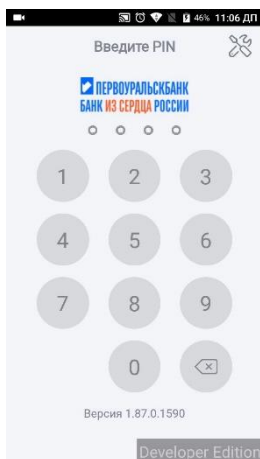 46% 11:06 ДП
Введите PIN
ПЕРВОУРАЛЬСКБАНК
БАНК ИЗ СЕРДЦА РОССИИ
1 2 3
4 5 6
7 8 9
0
Версия 1.87.0.1590
Developer Edition